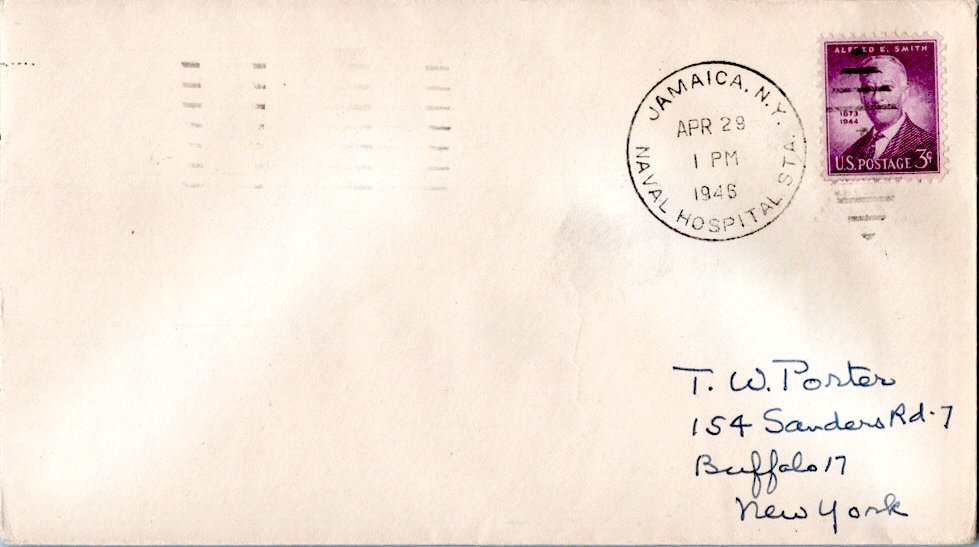 JAMAICA, N.Y.
APR 29
1 PM
1946
NAVAL HOSPITAL STA.
ALFRED E. SMITH
1873
1944
U.S. POSTAGE 3¢
T. W. Porter
154 Sanders Rd-7
Buffalo 17
New York